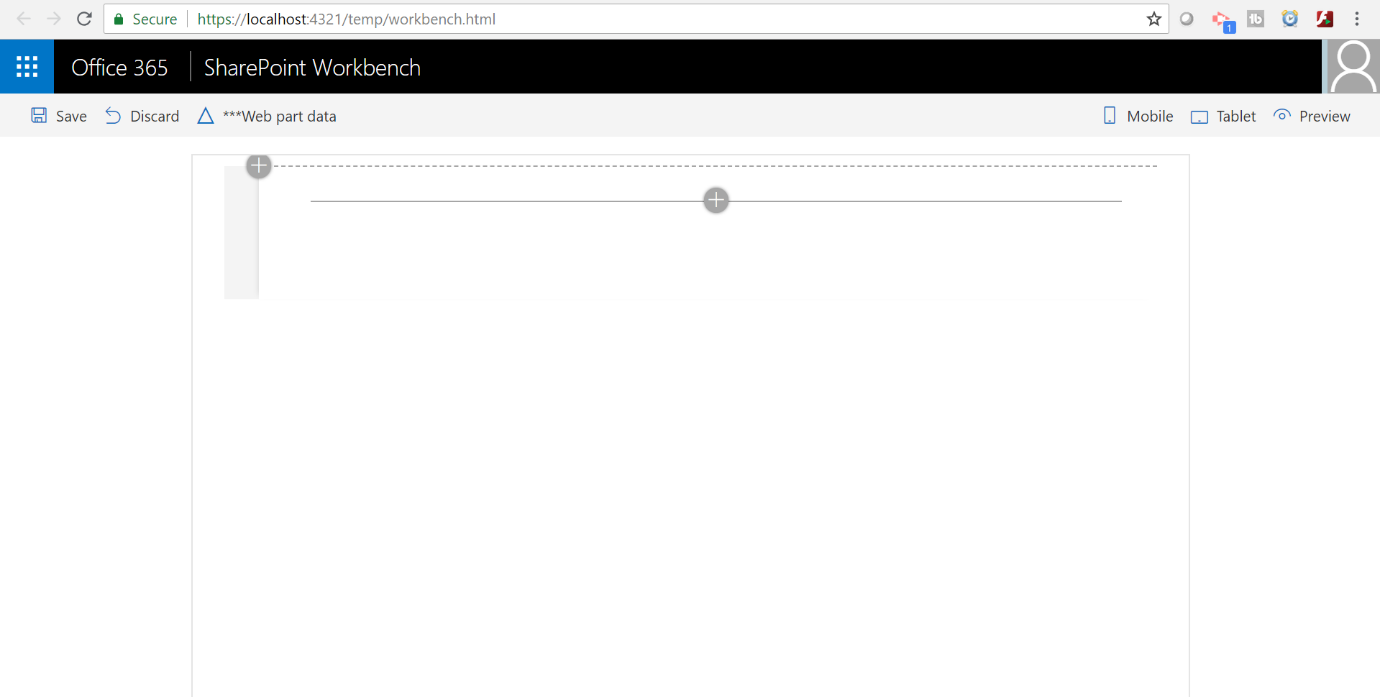 Secure https://localhost:4321/temp/workbench.html
1
Office 365 SharePoint Workbench
Save Discard ***Web part data Mobile Tablet Preview